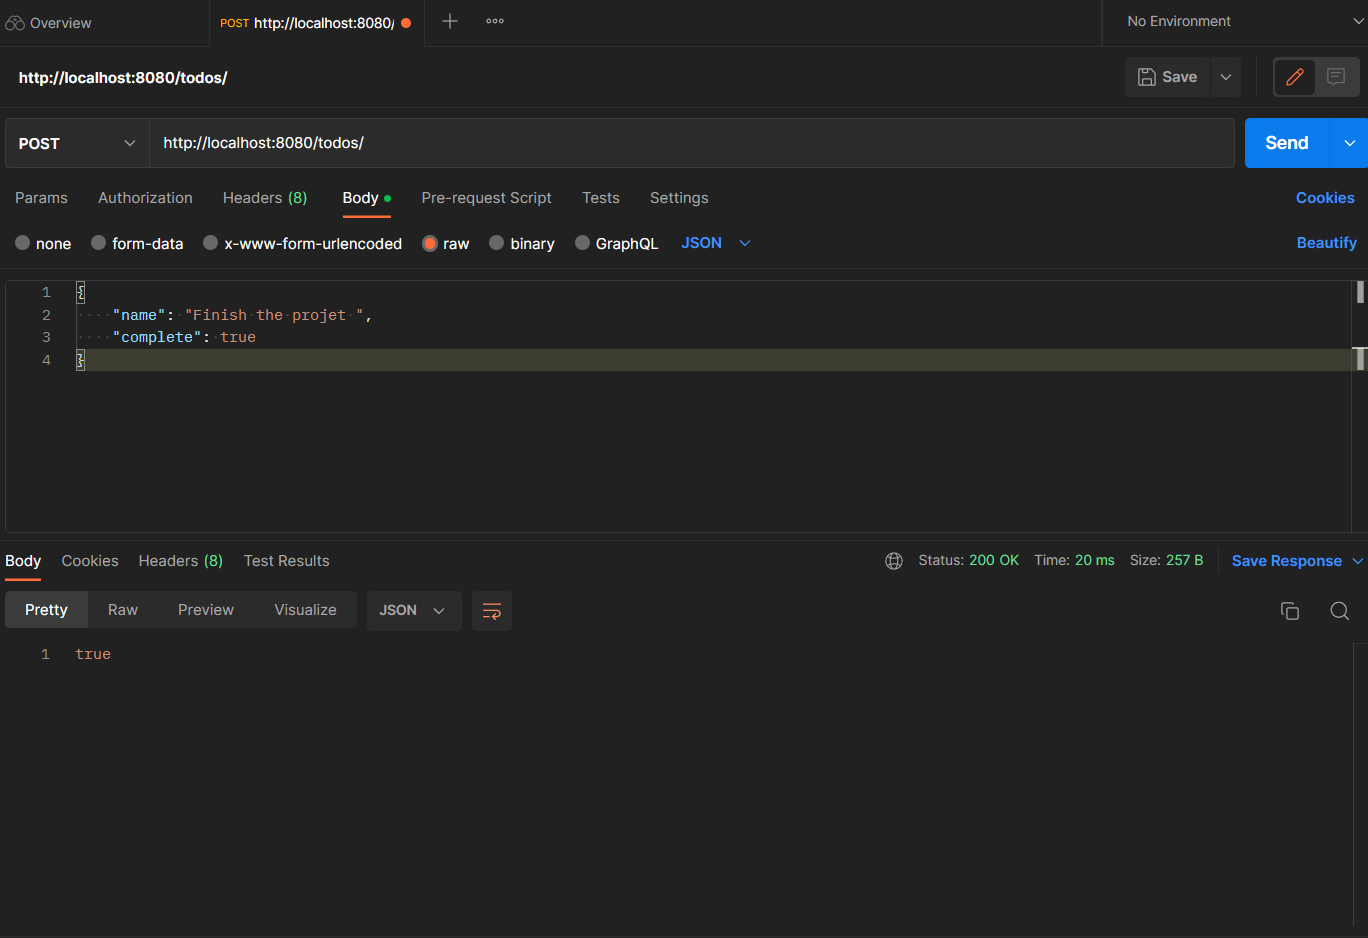 Overview
POST http://localhost:8080/
No Environment
http://localhost:8080/todos/
Save
POST http://localhost:8080/todos/ Send
Params Authorization Headers (8) Body Pre-request Script Tests Settings Cookies
none form-data x-www-form-urlencoded raw binary GraphQL JSON Beautify
1 {
2 "name": "Finish the projet ",
3 "complete": true
4 }
Body Cookies Headers (8) Test Results Status: 200 OK Time: 20 ms Size: 257 B Save Response
Pretty Raw Preview Visualize JSON
1 true